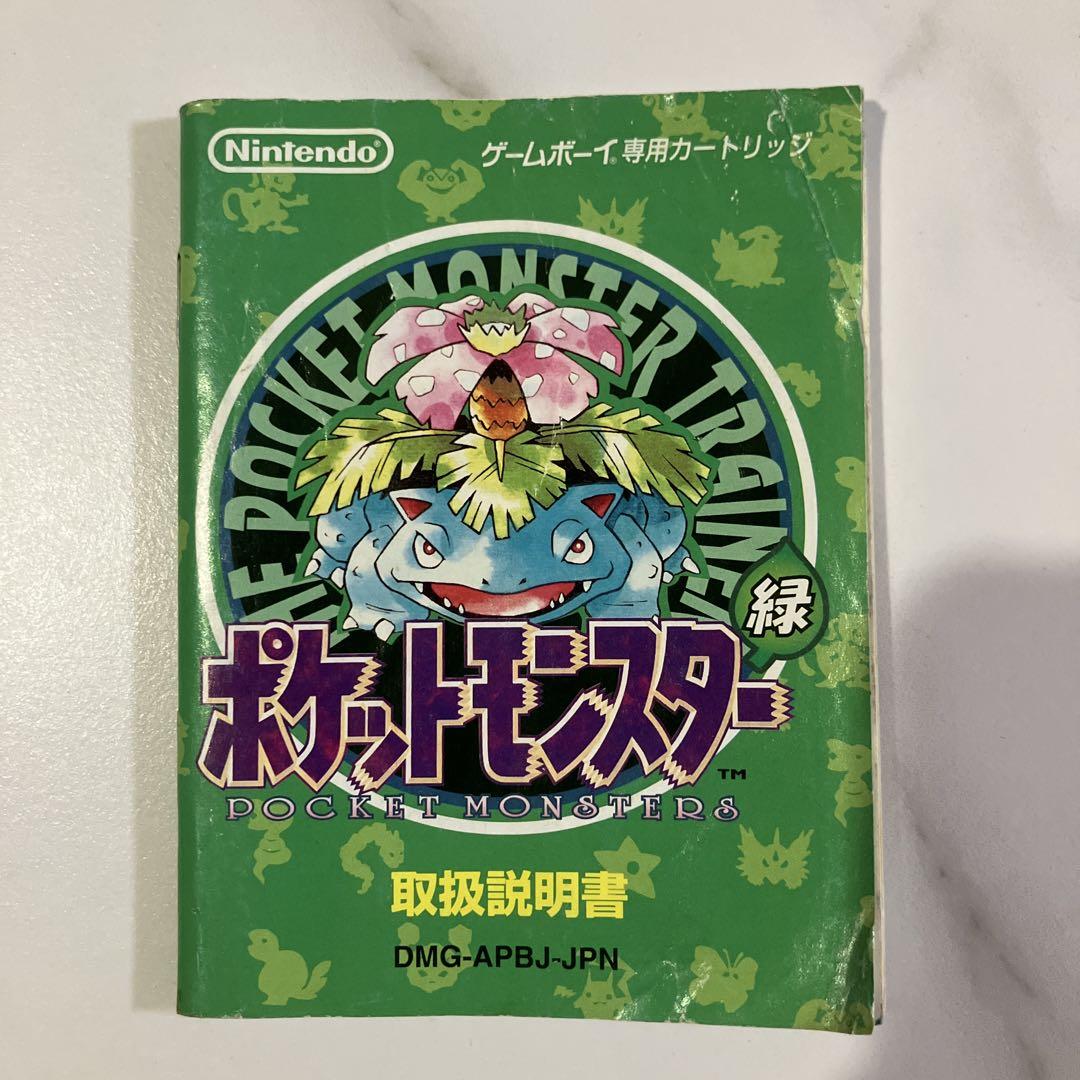 Nintendo®
ゲームボーイ®専用カートリッジ
THE POCKET MONSTER TRAINER
緑
ポケットモンスター
™
POCKET MONSTERS
取扱説明書
DMG-APBJ-JPN